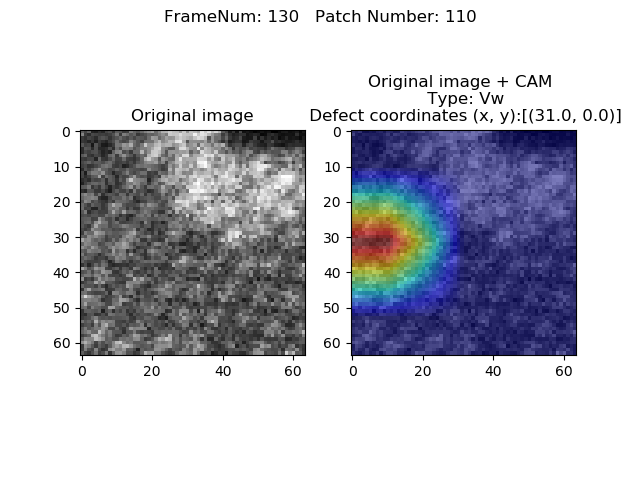 FrameNum: 130   Patch Number: 110
Original image
0
10
20
30
40
50
60
0 20 40 60
Original image + CAM
Type: Vw
Defect coordinates (x, y):[(31.0, 0.0)]
0
10
20
30
40
50
60
0 20 40 60